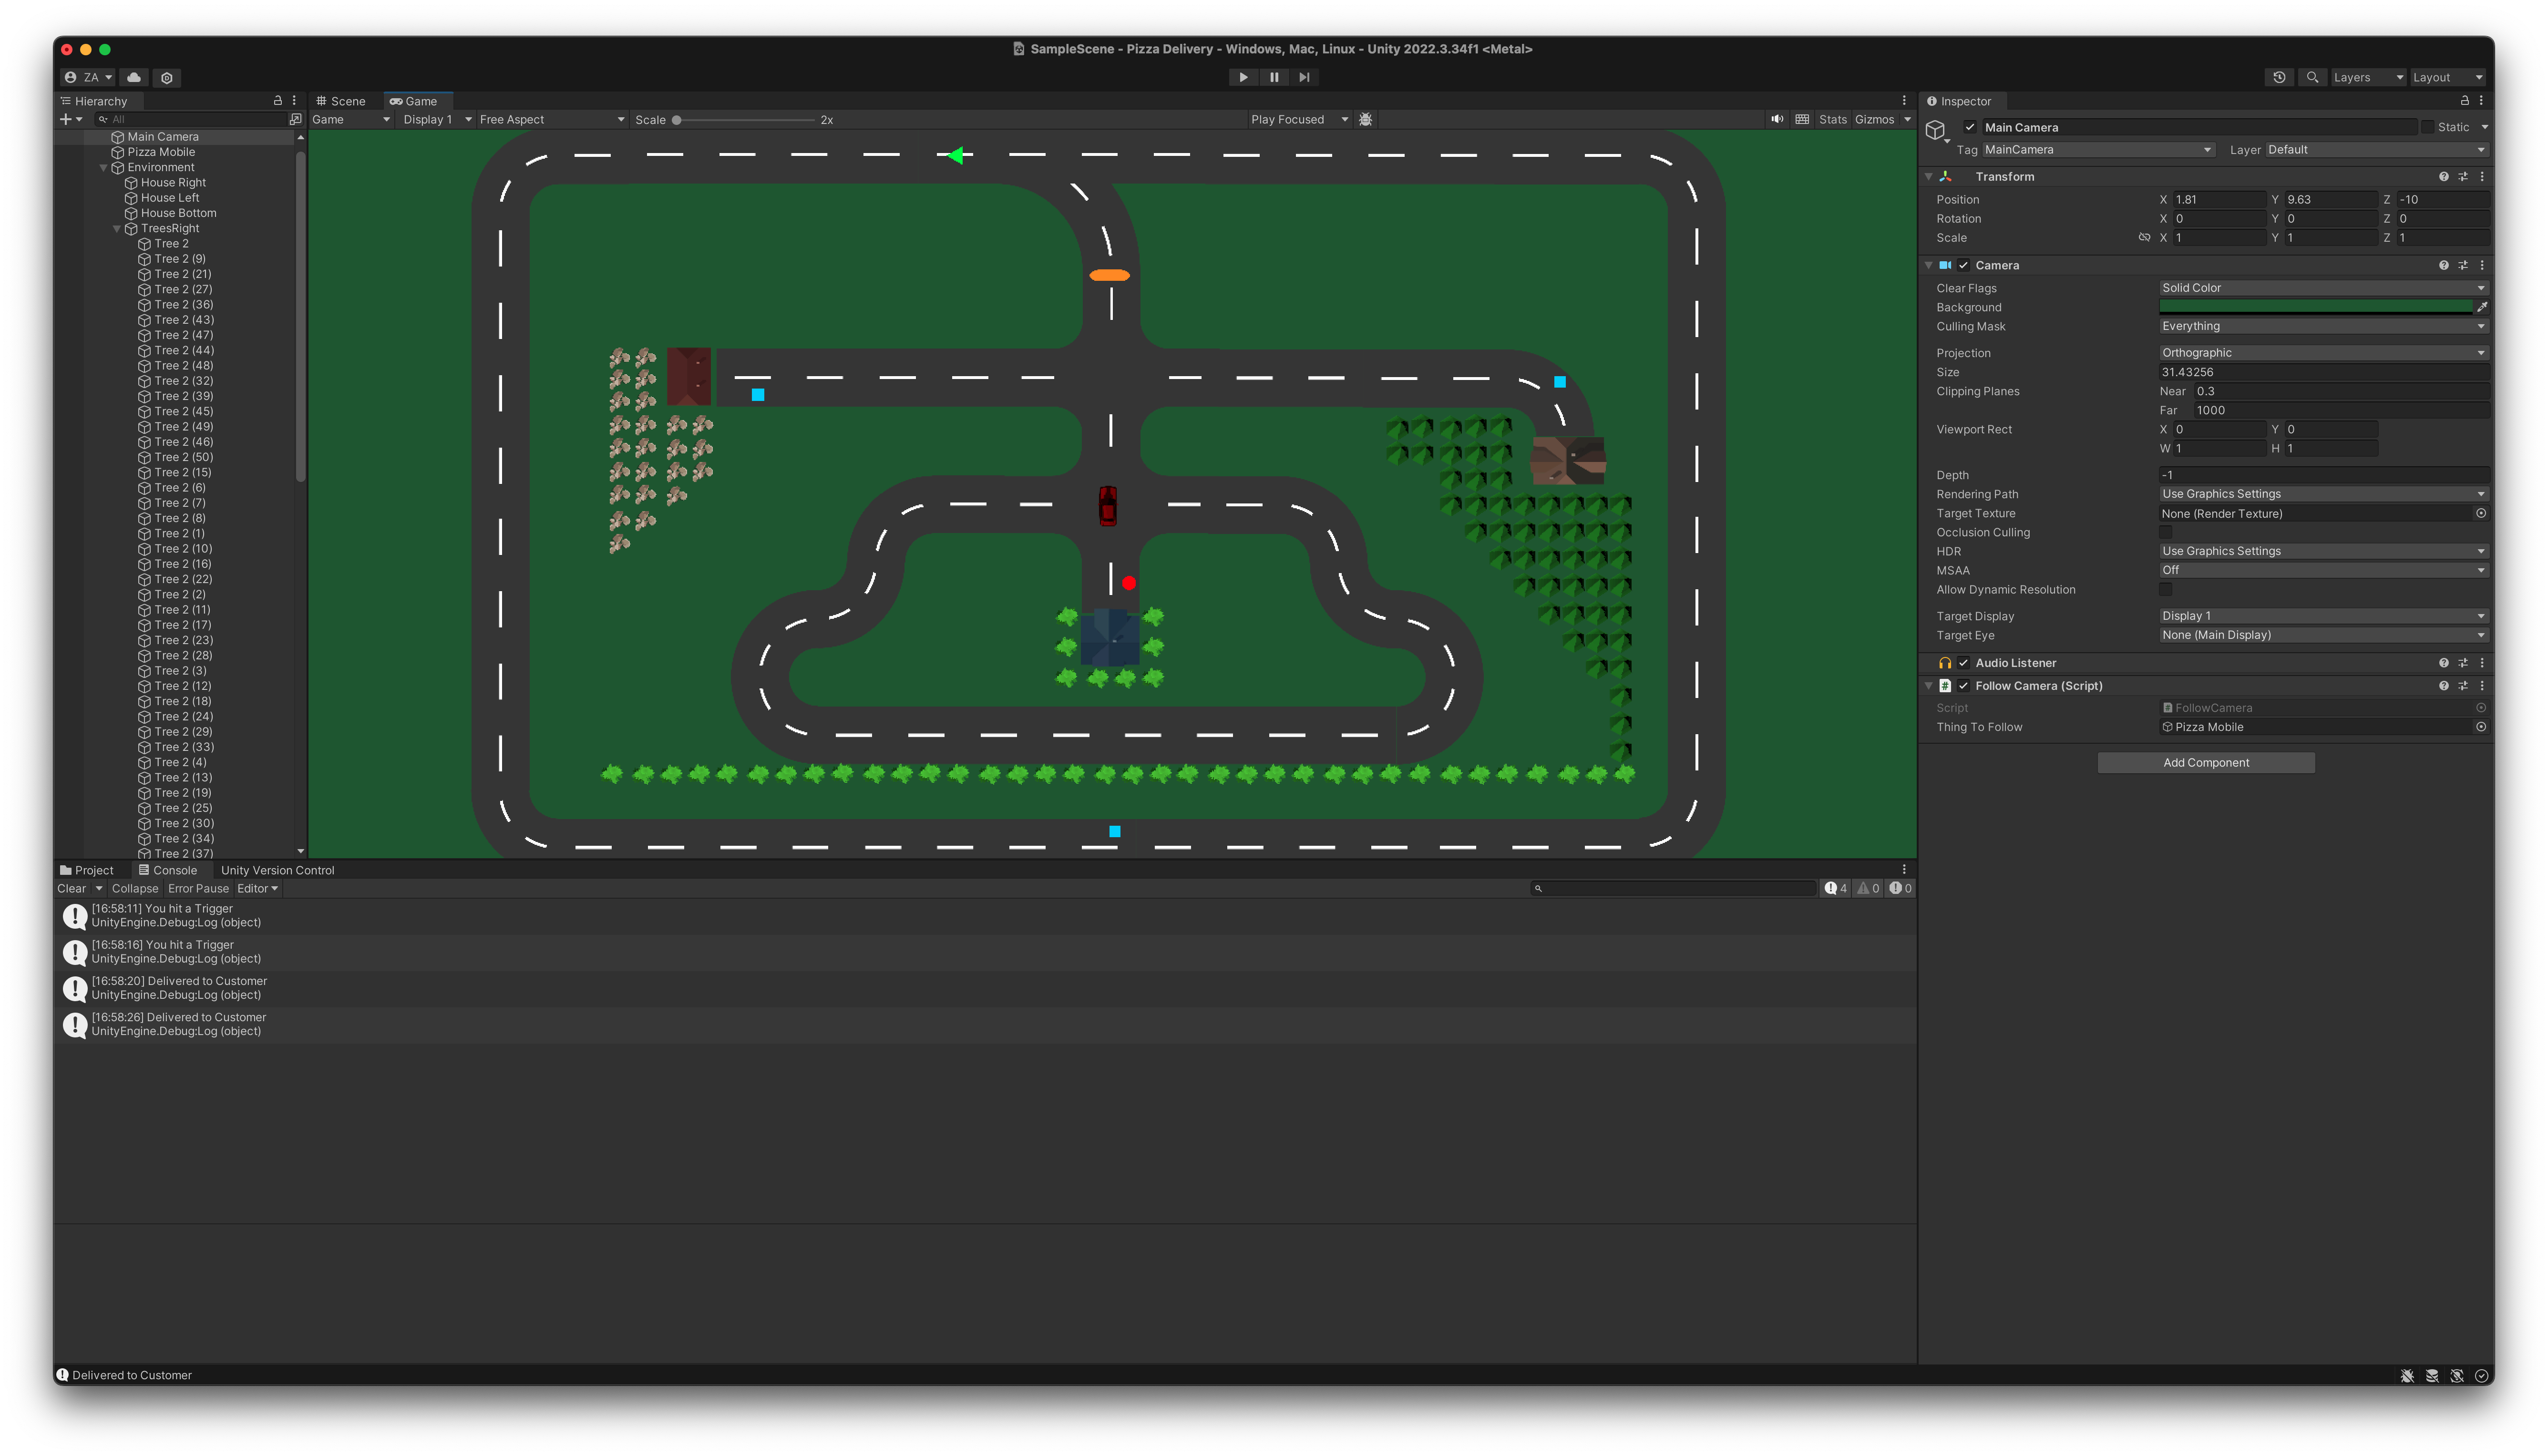 SampleScene - Pizza Delivery - Windows, Mac, Linux - Unity 2022.3.34f1 <Metal>
ZA
Layers
Layout
Hierarchy
All
Main Camera
Pizza Mobile
Environment
House Right
House Left
House Bottom
TreesRight
Tree 2
Tree 2 (9)
Tree 2 (21)
Tree 2 (27)
Tree 2 (36)
Tree 2 (43)
Tree 2 (47)
Tree 2 (44)
Tree 2 (48)
Tree 2 (32)
Tree 2 (39)
Tree 2 (45)
Tree 2 (49)
Tree 2 (46)
Tree 2 (50)
Tree 2 (15)
Tree 2 (6)
Tree 2 (7)
Tree 2 (8)
Tree 2 (1)
Tree 2 (10)
Tree 2 (16)
Tree 2 (22)
Tree 2 (2)
Tree 2 (11)
Tree 2 (17)
Tree 2 (23)
Tree 2 (28)
Tree 2 (3)
Tree 2 (12)
Tree 2 (18)
Tree 2 (24)
Tree 2 (29)
Tree 2 (33)
Tree 2 (4)
Tree 2 (13)
Tree 2 (19)
Tree 2 (25)
Tree 2 (30)
Tree 2 (34)
Tree 2 (37)
Scene
Game
Game
Display 1
Free Aspect
Scale
2x
Play Focused
Stats
Gizmos
Project
Console
Unity Version Control
Clear
Collapse
Error Pause
Editor
4
0
0
[16:58:11] You hit a Trigger
UnityEngine.Debug:Log (object)
[16:58:16] You hit a Trigger
UnityEngine.Debug:Log (object)
[16:58:20] Delivered to Customer
UnityEngine.Debug:Log (object)
[16:58:26] Delivered to Customer
UnityEngine.Debug:Log (object)
Inspector
Main Camera
Static
Tag MainCamera
Layer Default
Transform
Position X 1.81 Y 9.63 Z -10
Rotation X 0 Y 0 Z 0
Scale X 1 Y 1 Z 1
Camera
Clear Flags Solid Color
Background
Culling Mask Everything
Projection Orthographic
Size 31.43256
Clipping Planes Near 0.3
Far 1000
Viewport Rect X 0 Y 0
W 1 H 1
Depth -1
Rendering Path Use Graphics Settings
Target Texture None (Render Texture)
Occlusion Culling
HDR Use Graphics Settings
MSAA Off
Allow Dynamic Resolution
Target Display Display 1
Target Eye None (Main Display)
Audio Listener
Follow Camera (Script)
Script FollowCamera
Thing To Follow Pizza Mobile
Add Component
Delivered to Customer